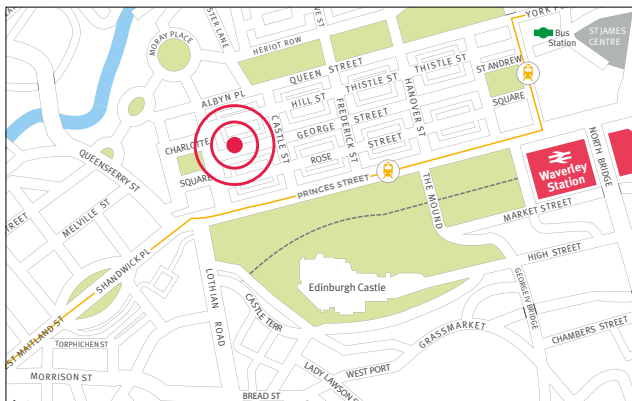 YORK PL
Bus
Station
ST JAMES
CENTRE
MORAY PLACE
HERIOT ROW
QUEEN STREET
THISTLE ST
ST ANDREW
SQUARE
THISTLE ST
ALBYN PL
HILL ST
GEORGE STREET
FREDERICK ST
HANOVER ST
CASTLE ST
CHARLOTTE
SQUARE
ROSE
STREET
PRINCES STREET
NORTH BRIDGE
Waverley
Station
QUEENSFERRY ST
THE MOUND
MARKET STREET
MELVILLE ST
STREET
HIGH STREET
SHANDWICK PL
LOTHIAN ROAD
Edinburgh Castle
GEORGE IV BRIDGE
CASTLE TERR
CHAMBERS STREET
GRASSMARKET
EST MAITLAND ST
TORPHICHEN ST
LADY LAWSON S
WEST PORT
MORRISON ST
BREAD ST